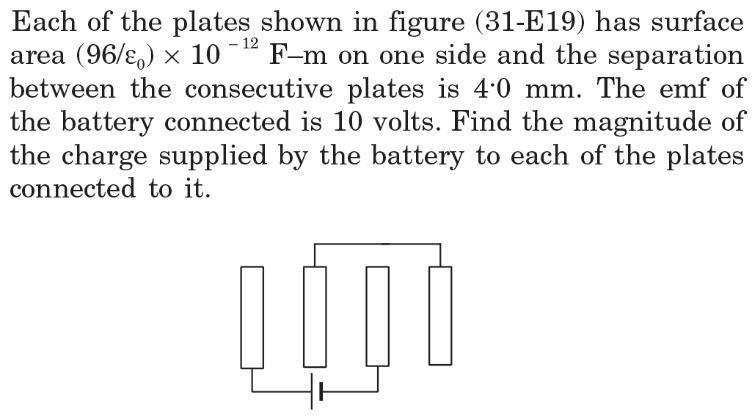 Each of the plates shown in figure (31-E19) has surface
area (96/ε₀) × 10⁻¹² F–m on one side and the separation
between the consecutive plates is 4·0 mm. The emf of
the battery connected is 10 volts. Find the magnitude of
the charge supplied by the battery to each of the plates
connected to it.